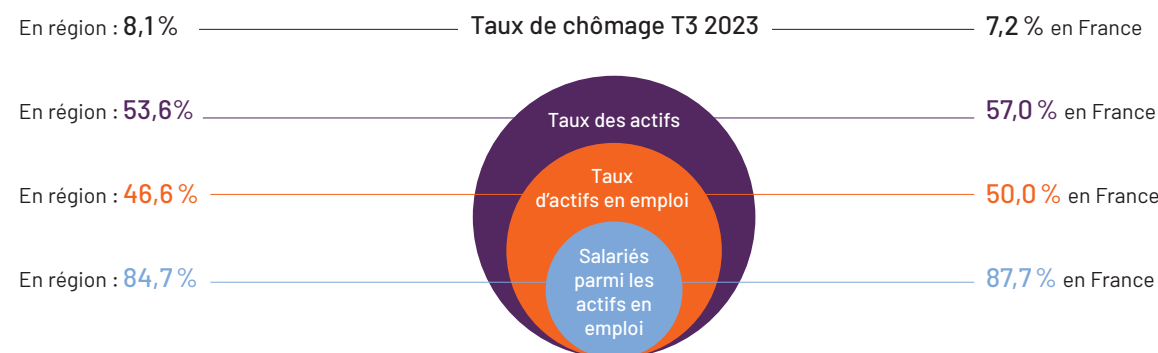 En région : 8,1 % Taux de chômage T3 2023 7,2 % en France
En région : 53,6% Taux des actifs 57,0 % en France
En région : 46,6 % Taux d'actifs en emploi 50,0 % en France
En région : 84,7 % Salariés parmi les actifs en emploi 87,7 % en France